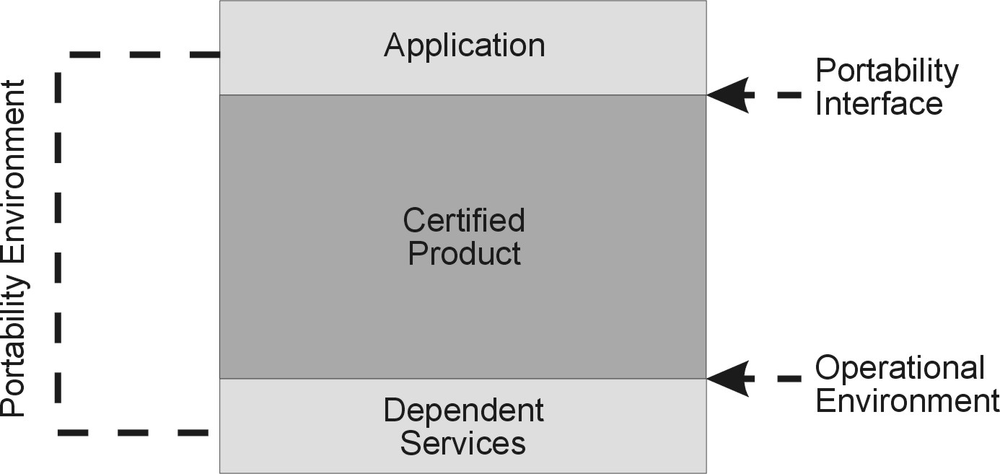 Application
Portability
Interface
Portability Environment
Certified
Product
Operational
Environment
Dependent
Services